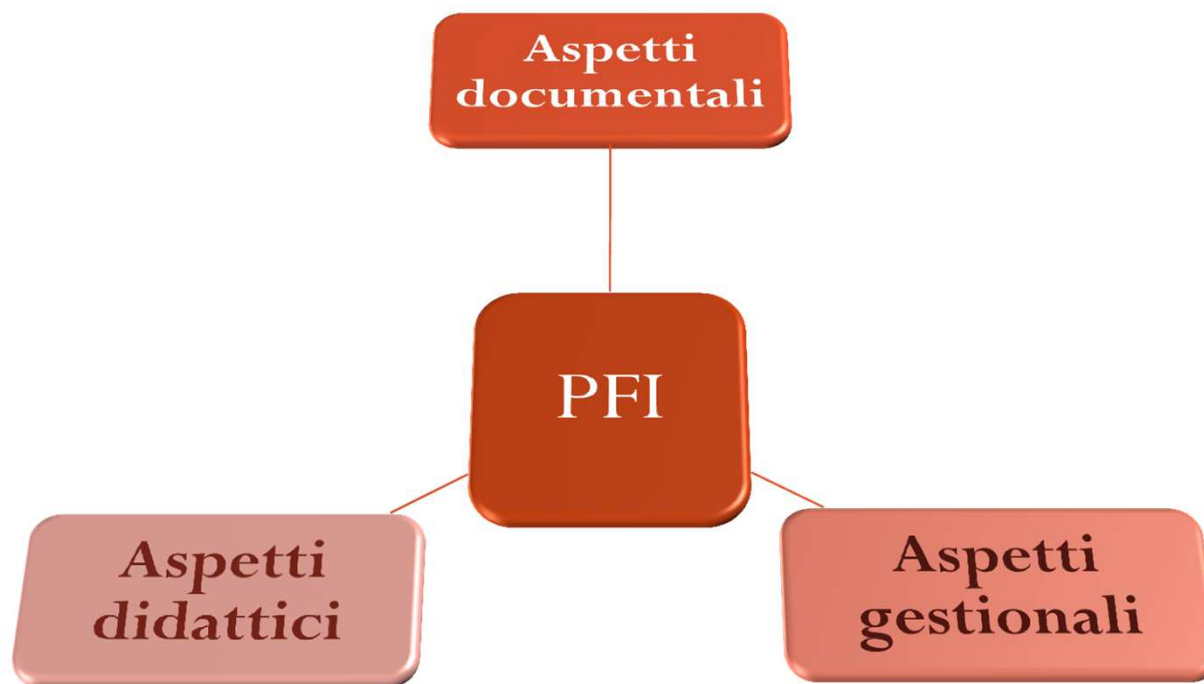 Aspetti
documentali
PFI
Aspetti
didattici
Aspetti
gestionali